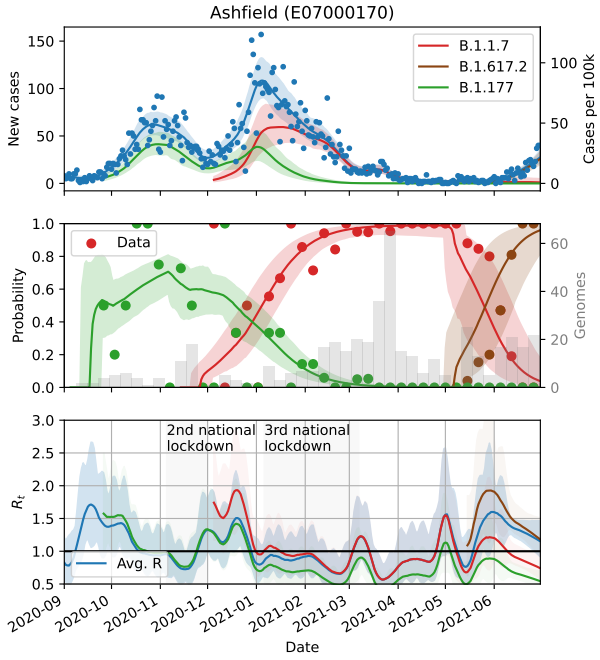 Ashfield (E07000170)
150
100
50
0
New cases
B.1.1.7
B.1.617.2
B.1.177
100
50
0
Cases per 100k
1.0
0.8
0.6
0.4
0.2
0.0
Probability
Data
60
40
20
0
Genomes
3.0
2.5
2.0
1.5
1.0
0.5
Rt
2nd national
lockdown
3rd national
lockdown
Avg. R
2020-09
2020-10
2020-11
2020-12
2021-01
2021-02
2021-03
2021-04
2021-05
2021-06
Date